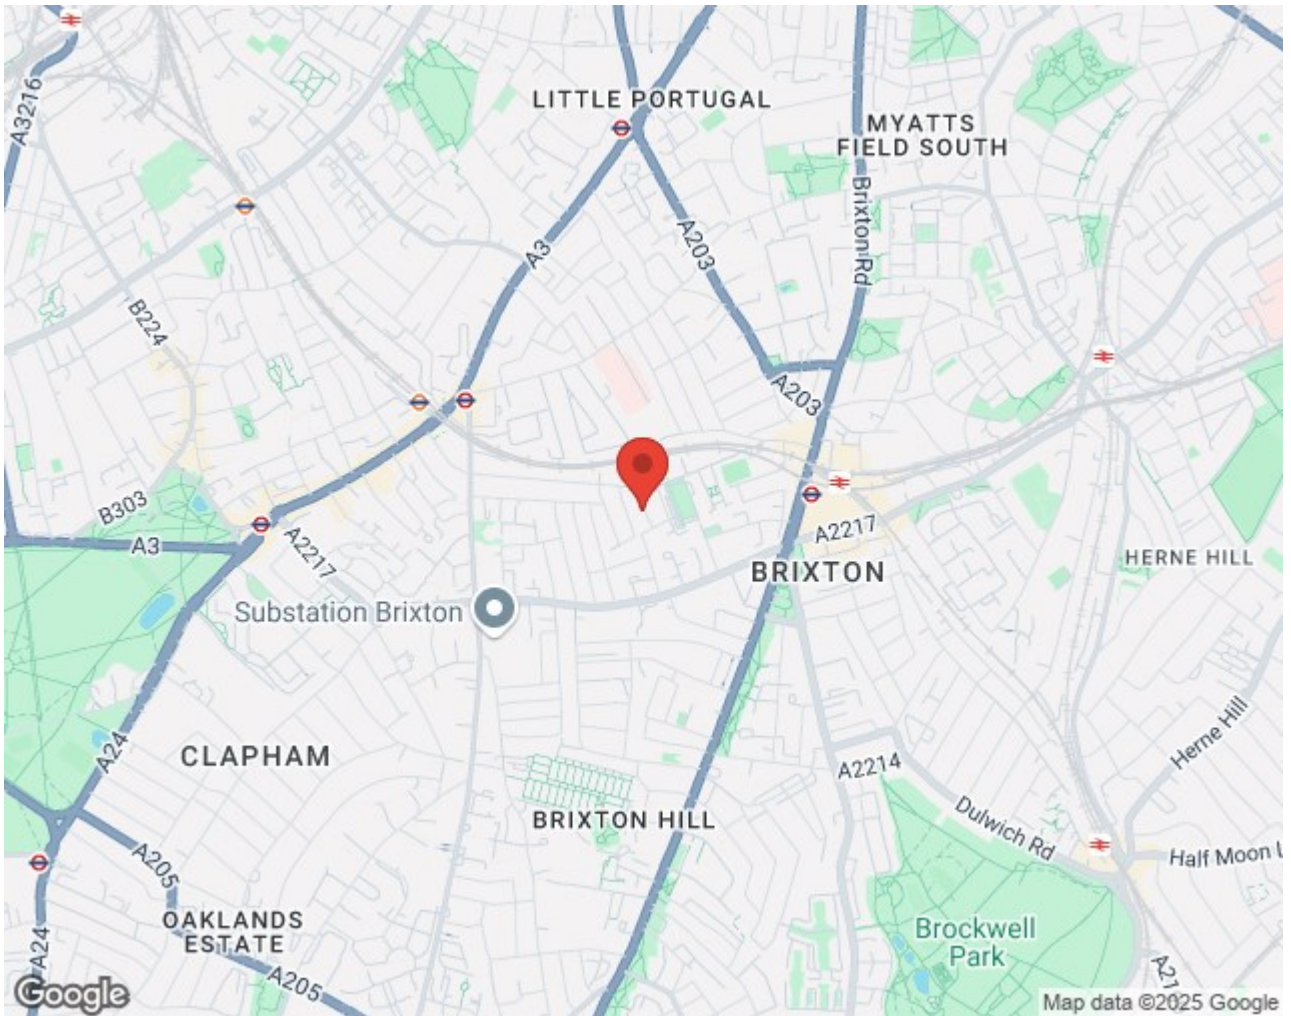 A3216
LITTLE PORTUGAL
MYATTS
FIELD SOUTH
Brixton Rd
A203
A3
B224
A203
B303
A3
A2217
A2217
BRIXTON
HERNE HILL
Substation Brixton
A24
CLAPHAM
Herne Hill
A2214
BRIXTON HILL
Dulwich Rd
Half Moon L
A205
OAKLANDS
ESTATE
Brockwell
Park
A24
A205
A21
Google
Map data ©2025 Google